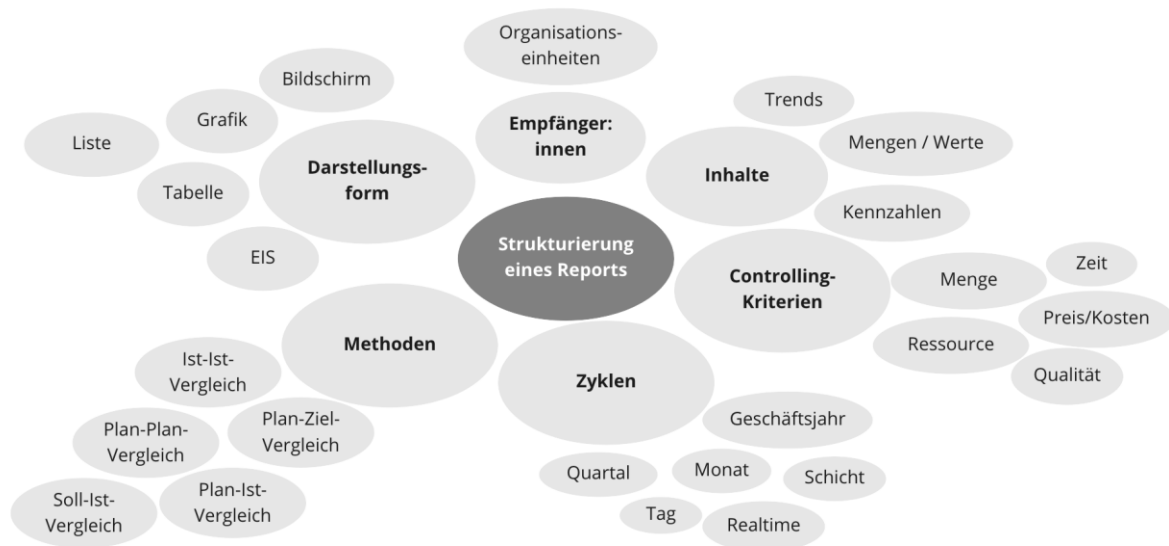 Organisations-
einheiten
Empfänger:
innen
Bildschirm
Grafik
Liste
Tabelle
EIS
Darstellungs-
form
Trends
Mengen / Werte
Kennzahlen
Inhalte
Strukturierung
eines Reports
Controlling-
Kriterien
Menge
Zeit
Preis/Kosten
Ressource
Qualität
Methoden
Ist-Ist-
Vergleich
Plan-Ziel-
Vergleich
Plan-Plan-
Vergleich
Soll-Ist-
Vergleich
Plan-Ist-
Vergleich
Zyklen
Geschäftsjahr
Quartal
Monat
Schicht
Tag
Realtime